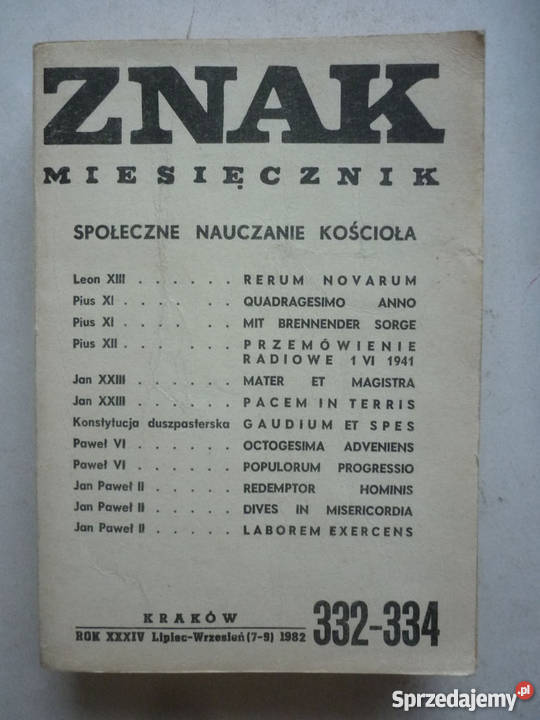 ZNAK
MIESIĘCZNIK
SPOŁECZNE NAUCZANIE KOŚCIOŁA
Leon XIII . . . . . . RERUM NOVARUM
Pius XI . . . . . . QUADRAGESIMO ANNO
Pius XI . . . . . . MIT BRENNENDER SORGE
Pius XII . . . . . . PRZEMÓWIENIE
RADIOWE 1 VI 1941
Jan XXIII . . . . . MATER ET MAGISTRA
Jan XXIII . . . . . PACEM IN TERRIS
Konstytucja duszpasterska GAUDIUM ET SPES
Paweł VI . . . . . OCTOGESIMA ADVENIENS
Paweł VI . . . . . POPULORUM PROGRESSIO
Jan Paweł II . . . . REDEMPTOR HOMINIS
Jan Paweł II . . . . DIVES IN MISERICORDIA
Jan Paweł II . . . . LABOREM EXERCENS
KRAKÓW
ROK XXXIV Lipiec-Wrzesień (7-9) 1982 332-334
Sprzedajemy.pl